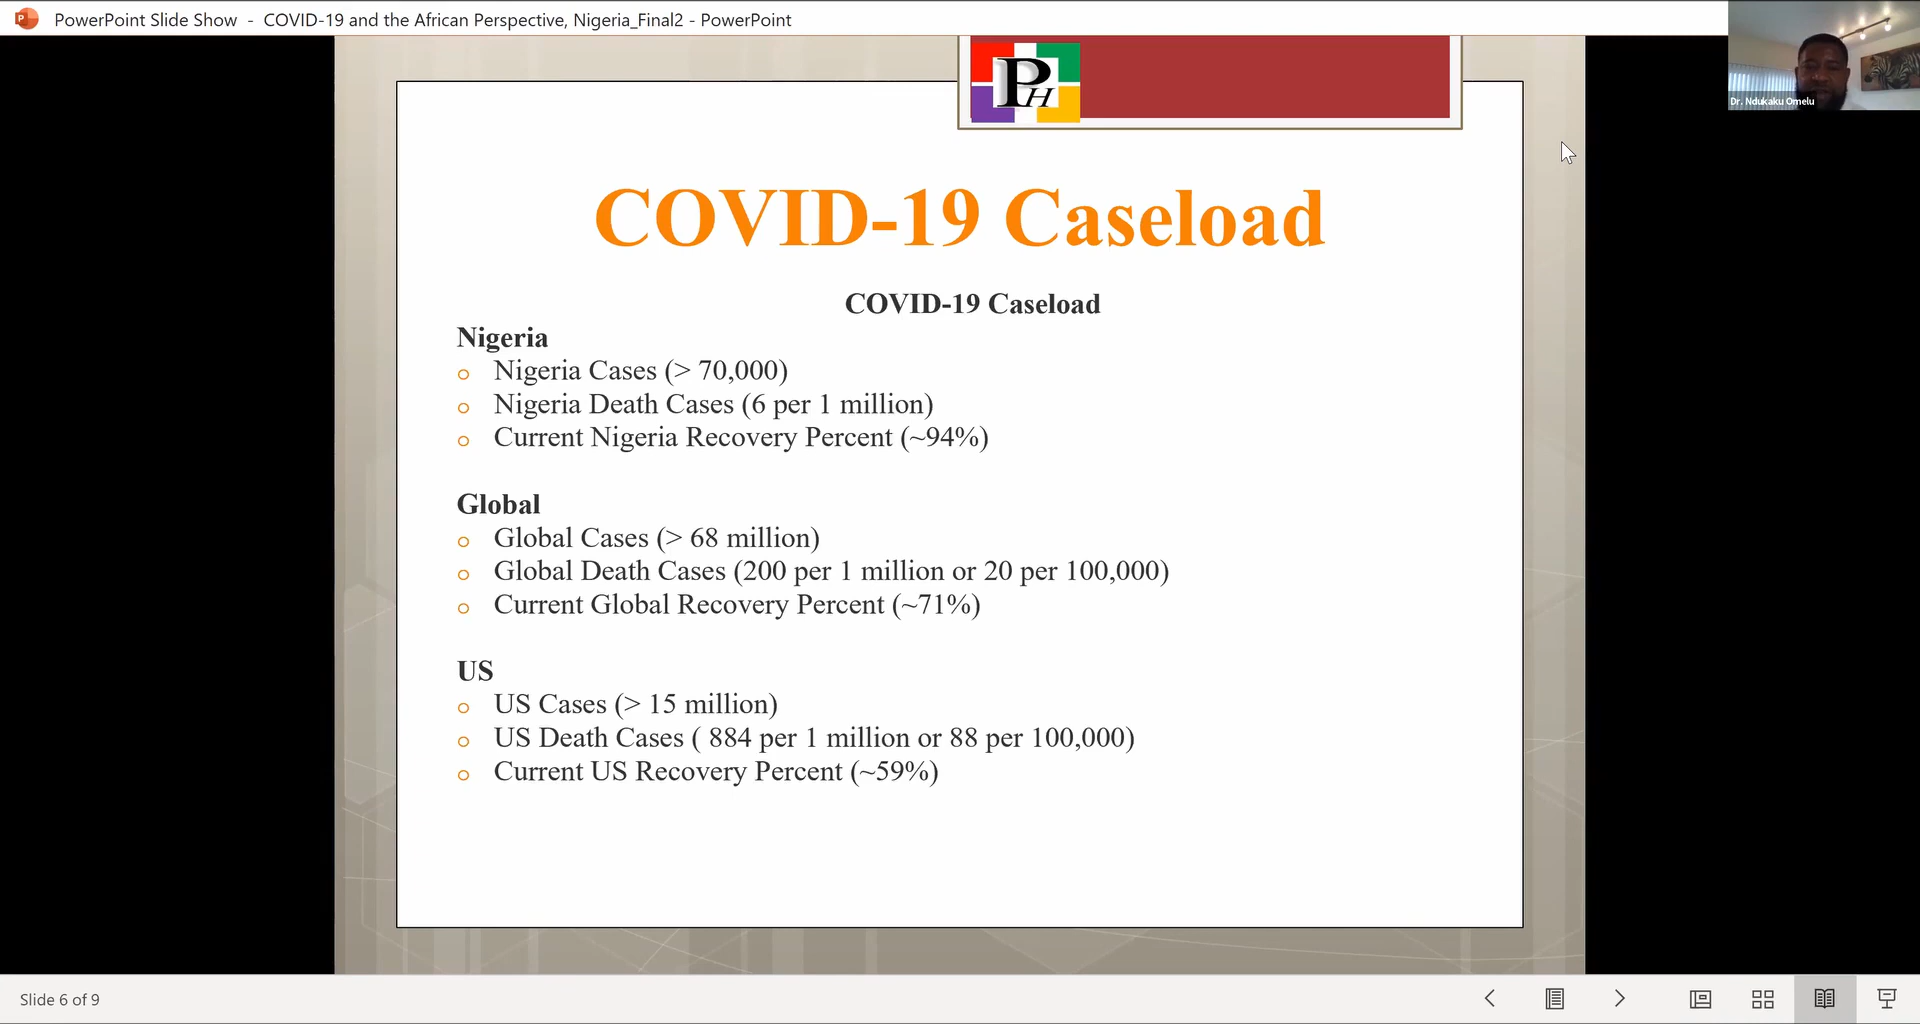 PowerPoint Slide Show - COVID-19 and the African Perspective, Nigeria_Final2 - PowerPoint
Dr. Ndukaku Omelu
PH
COVID-19 Caseload
COVID-19 Caseload
Nigeria
Nigeria Cases (> 70,000)
Nigeria Death Cases (6 per 1 million)
Current Nigeria Recovery Percent (~94%)
Global
Global Cases (> 68 million)
Global Death Cases (200 per 1 million or 20 per 100,000)
Current Global Recovery Percent (~71%)
US
US Cases (> 15 million)
US Death Cases ( 884 per 1 million or 88 per 100,000)
Current US Recovery Percent (~59%)
Slide 6 of 9